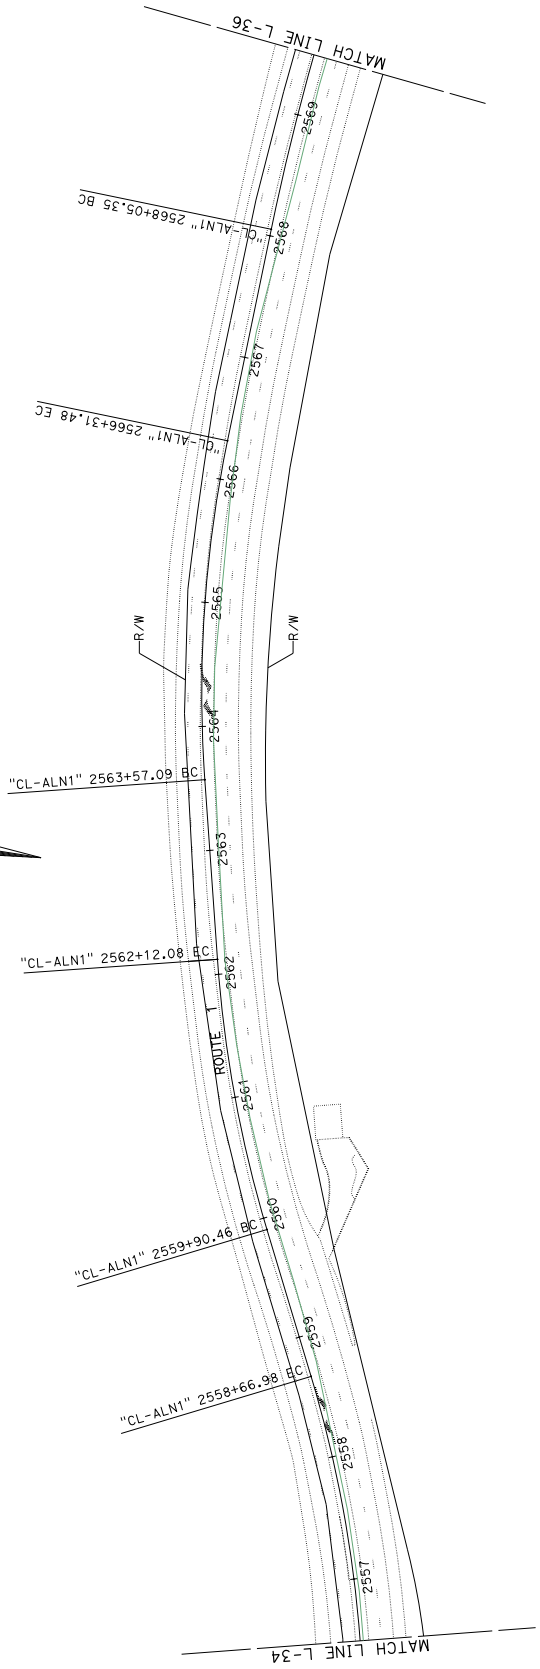 MATCH LINE L-36
2569
"CL-ALN1" 2568+05.35 BC
2568
2567
"CL-ALN1" 2566+31.48 EC
2566
2565
R/W
R/W
2564
"CL-ALN1" 2563+57.09 BC
2563
"CL-ALN1" 2562+12.08 EC
2562
ROUTE 1
2561
2560
"CL-ALN1" 2559+90.46 BC
2559
"CL-ALN1" 2558+66.98 EC
2558
2557
MATCH LINE L-34